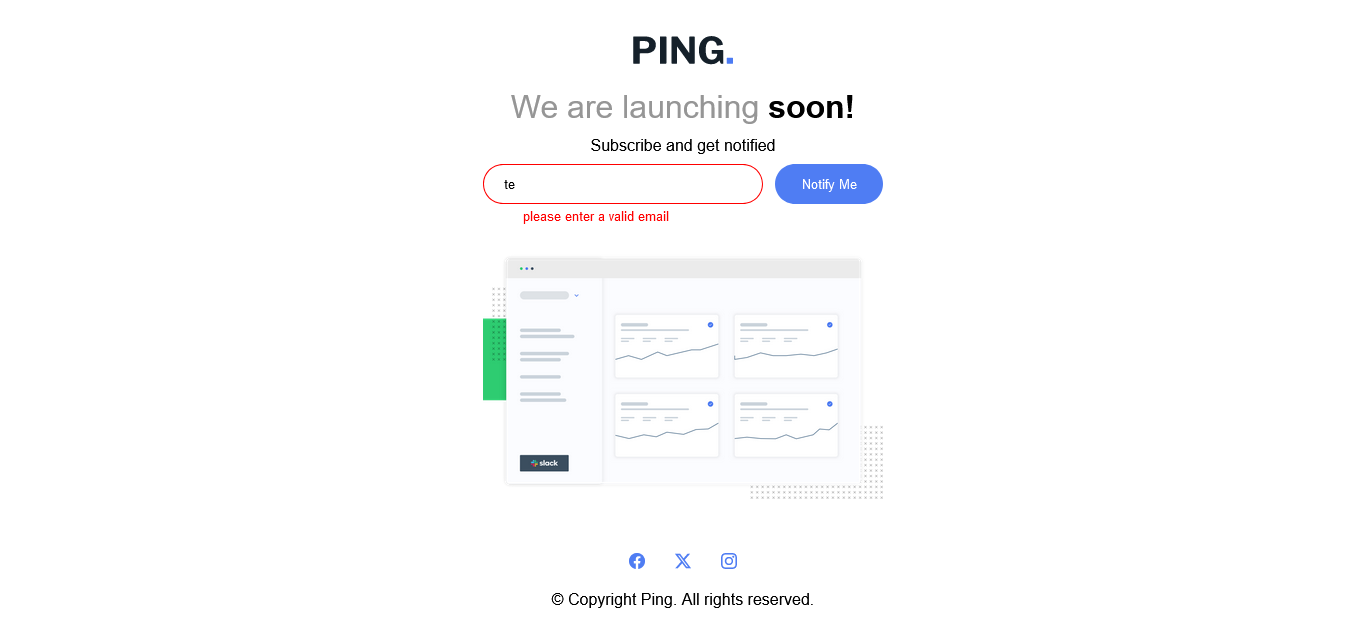 PING.
We are launching soon!
Subscribe and get notified
te
Notify Me
please enter a valid email
slack
© Copyright Ping. All rights reserved.